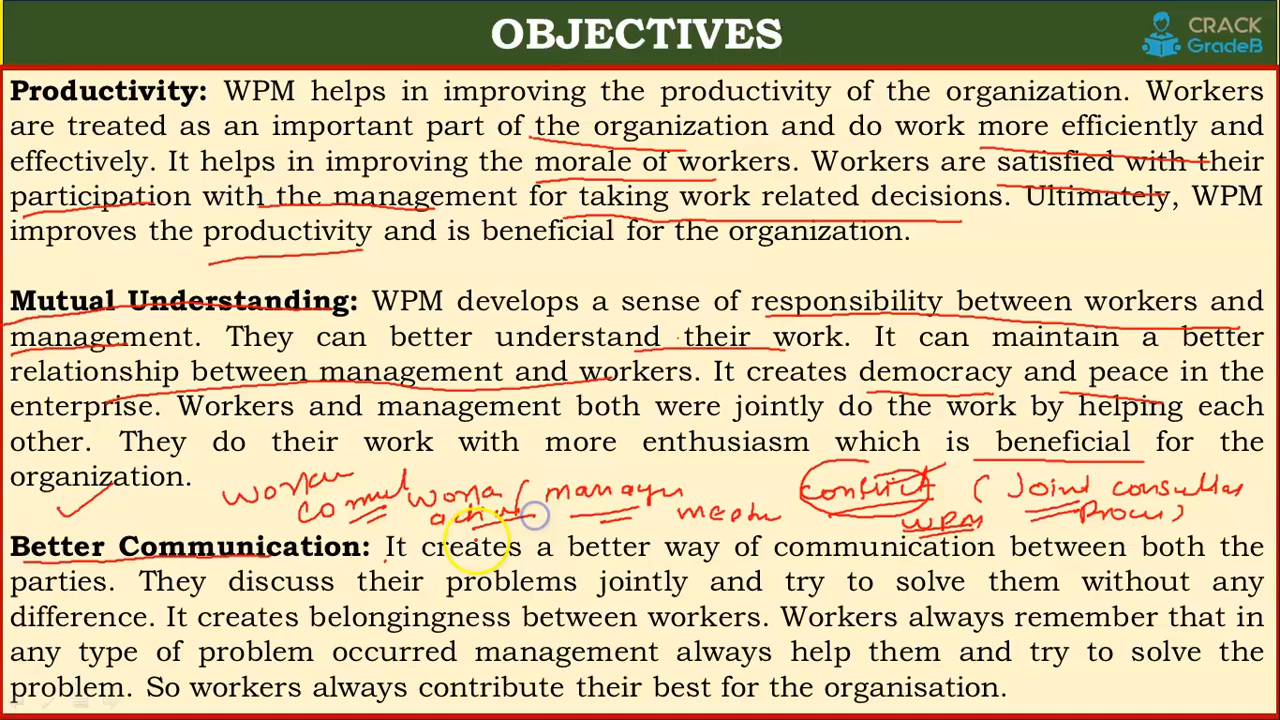 OBJECTIVES
CRACK
GradeB
Productivity: WPM helps in improving the productivity of the organization. Workers
are treated as an important part of the organization and do work more efficiently and
effectively. It helps in improving the morale of workers. Workers are satisfied with their
participation with the management for taking work related decisions. Ultimately, WPM
improves the productivity and is beneficial for the organization.
Mutual Understanding: WPM develops a sense of responsibility between workers and
management. They can better understand their work. It can maintain a better
relationship between management and workers. It creates democracy and peace in the
enterprise. Workers and management both were jointly do the work by helping each
other. They do their work with more enthusiasm which is beneficial for the
organization.
worker
manager
conflict ( Joint
WPM
Better Communication: It creates a better way of communication between both the
parties. They discuss their problems jointly and try to solve them without any
difference. It creates belongingness between workers. Workers always remember that in
any type of problem occurred management always help them and try to solve the
problem. So workers always contribute their best for the organisation.